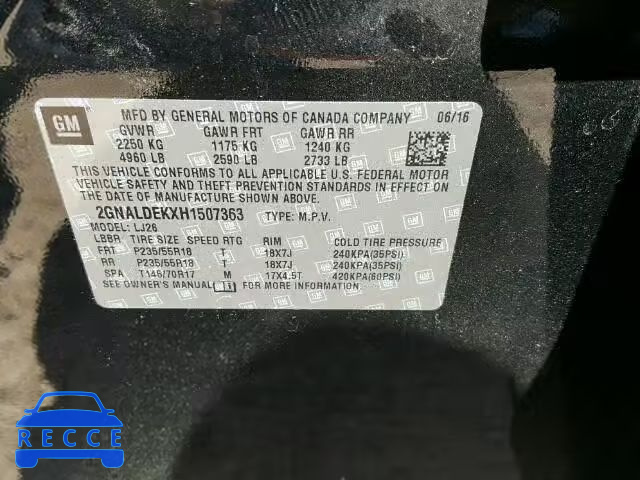 GM
MFD BY GENERAL MOTORS OF CANADA COMPANY 06/16
GVWR GAWR FRT GAWR RR
2250 KG 1175 KG 1240 KG
4960 LB 2590 LB 2733 LB
THIS VEHICLE CONFORMS TO ALL APPLICABLE U.S. FEDERAL MOTOR
VEHICLE SAFETY AND THEFT PREVENTION STANDARDS IN EFFECT ON THE
DATE OF MANUFACTURE SHOWN ABOVE.
2GNALDEKXH1507363 TYPE: M.P.V.
MODEL: LJ26
LBBR TIRE SIZE SPEED RTG RIM COLD TIRE PRESSURE
FRT P235/55R18 T 18X7J 240KPA(35PSI)
RR P235/55R18 T 18X7J 240KPA(35PSI)
SPA T145/70R17 M 17X4.5T 420KPA(60PSI)
SEE OWNER'S MANUAL FOR MORE INFORMATION.
RECCE